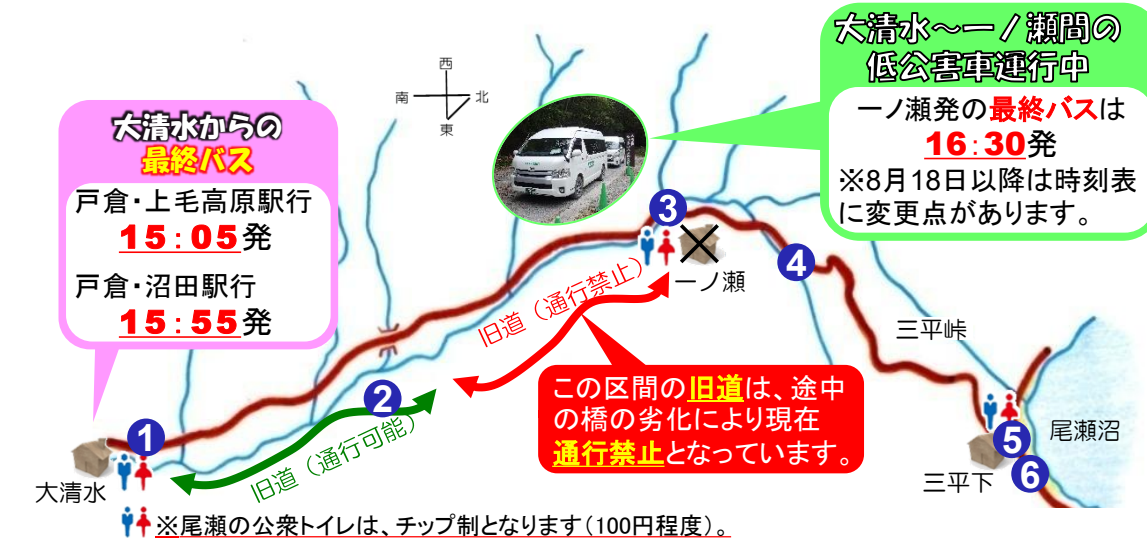 大清水～一ノ瀬間の
低公害車運行中
一ノ瀬発の最終バスは
16:30発
※8月18日以降は時刻表
に変更点があります。
西
南
北
東
大清水からの
最終バス
戸倉・上毛高原駅行
15:05発
戸倉・沼田駅行
15:55発
3
一ノ瀬
4
旧道（通行禁止）
三平峠
この区間の旧道は、途中
の橋の劣化により現在
通行禁止となっています。
2
旧道（通行可能）
1
大清水
5
尾瀬沼
6
三平下
※尾瀬の公衆トイレは、チップ制となります（100円程度）。